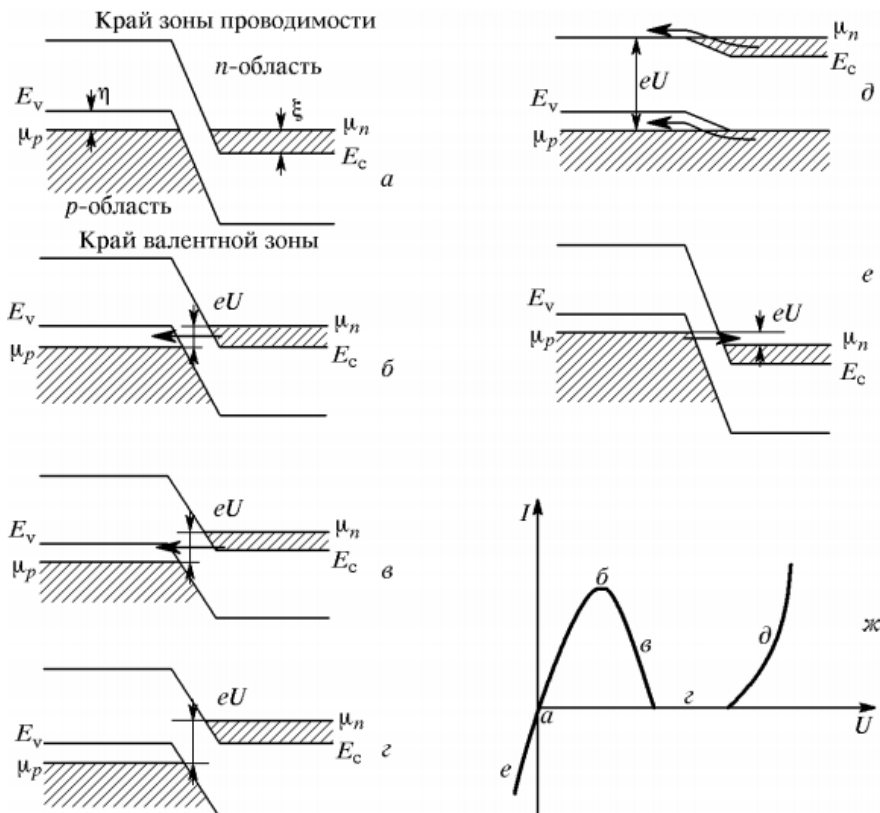 Край зоны проводимости
n-область
E_v η ξ μ_n
μ_p E_c
а
p-область
Край валентной зоны
eU
E_v μ_n
μ_p E_c
б
eU
E_v μ_n
E_c
μ_p в
eU
μ_n
E_v E_c
μ_p г
μ_n
E_c
eU д
E_v
μ_p
е
E_v eU
μ_p μ_n
E_c
I
б
в д ж
г
а U
е